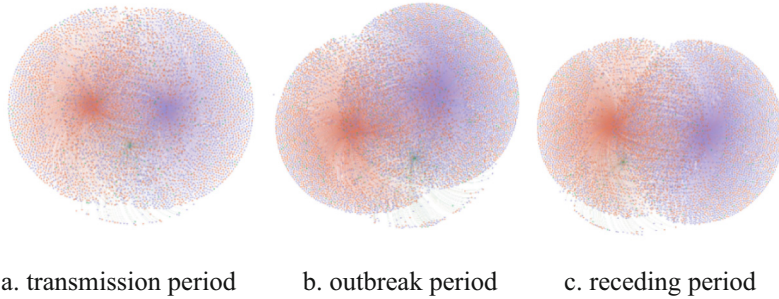 a. transmission period
b. outbreak period
c. receding period